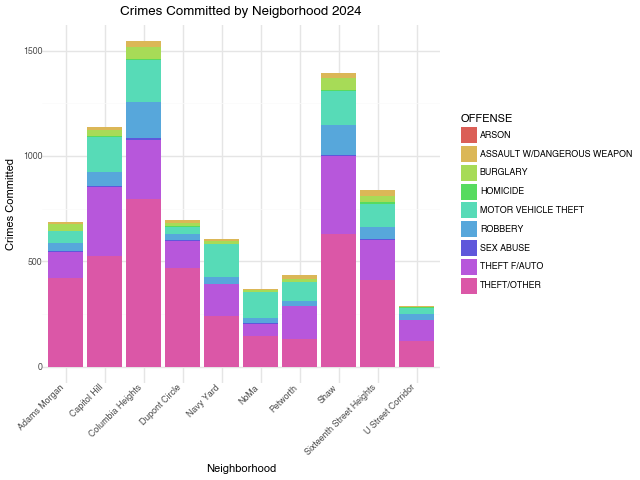 Crimes Committed by Neigborhood 2024
Crimes Committed
1500
1000
500
0
Adams Morgan
Capitol Hill
Columbia Heights
Dupont Circle
Navy Yard
NoMa
Petworth
Shaw
Sixteenth Street Heights
U Street Corridor
Neighborhood
OFFENSE
ARSON
ASSAULT W/DANGEROUS WEAPON
BURGLARY
HOMICIDE
MOTOR VEHICLE THEFT
ROBBERY
SEX ABUSE
THEFT F/AUTO
THEFT/OTHER